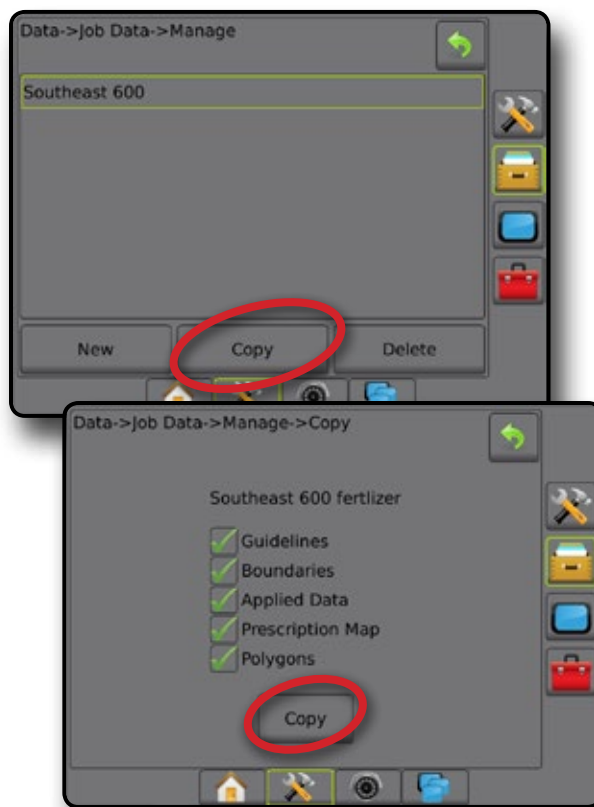 Data->Job Data->Manage
Southeast 600
New Copy Delete
Data->Job Data->Manage->Copy
Southeast 600 fertlizer
Guidelines
Boundaries
Applied Data
Prescription Map
Polygons
Copy